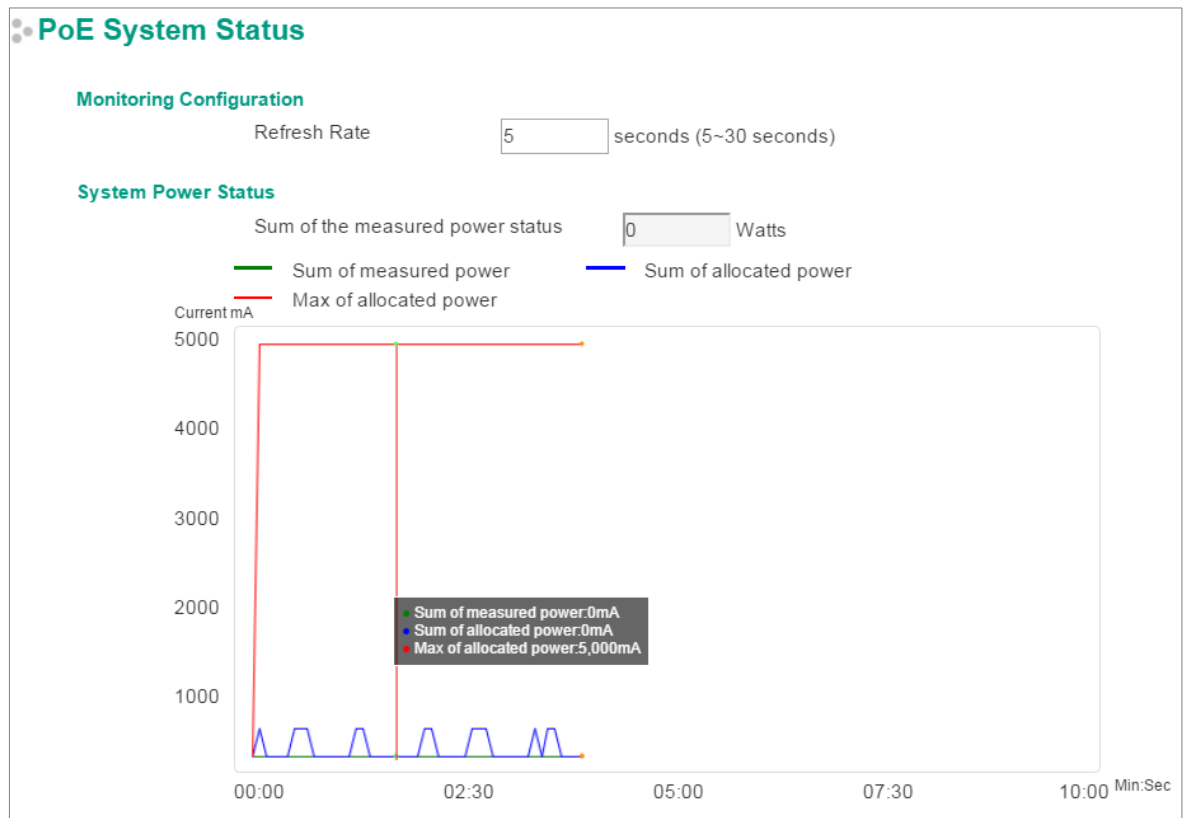 PoE System Status
Monitoring Configuration
Refresh Rate 5 seconds (5~30 seconds)
System Power Status
Sum of the measured power status 0 Watts
Sum of measured power Sum of allocated power
Max of allocated power
Current mA
5000
4000
3000
2000
Sum of measured power:0mA
Sum of allocated power:0mA
Max of allocated power:5,000mA
1000
00:00 02:30 05:00 07:30 10:00 Min:Sec